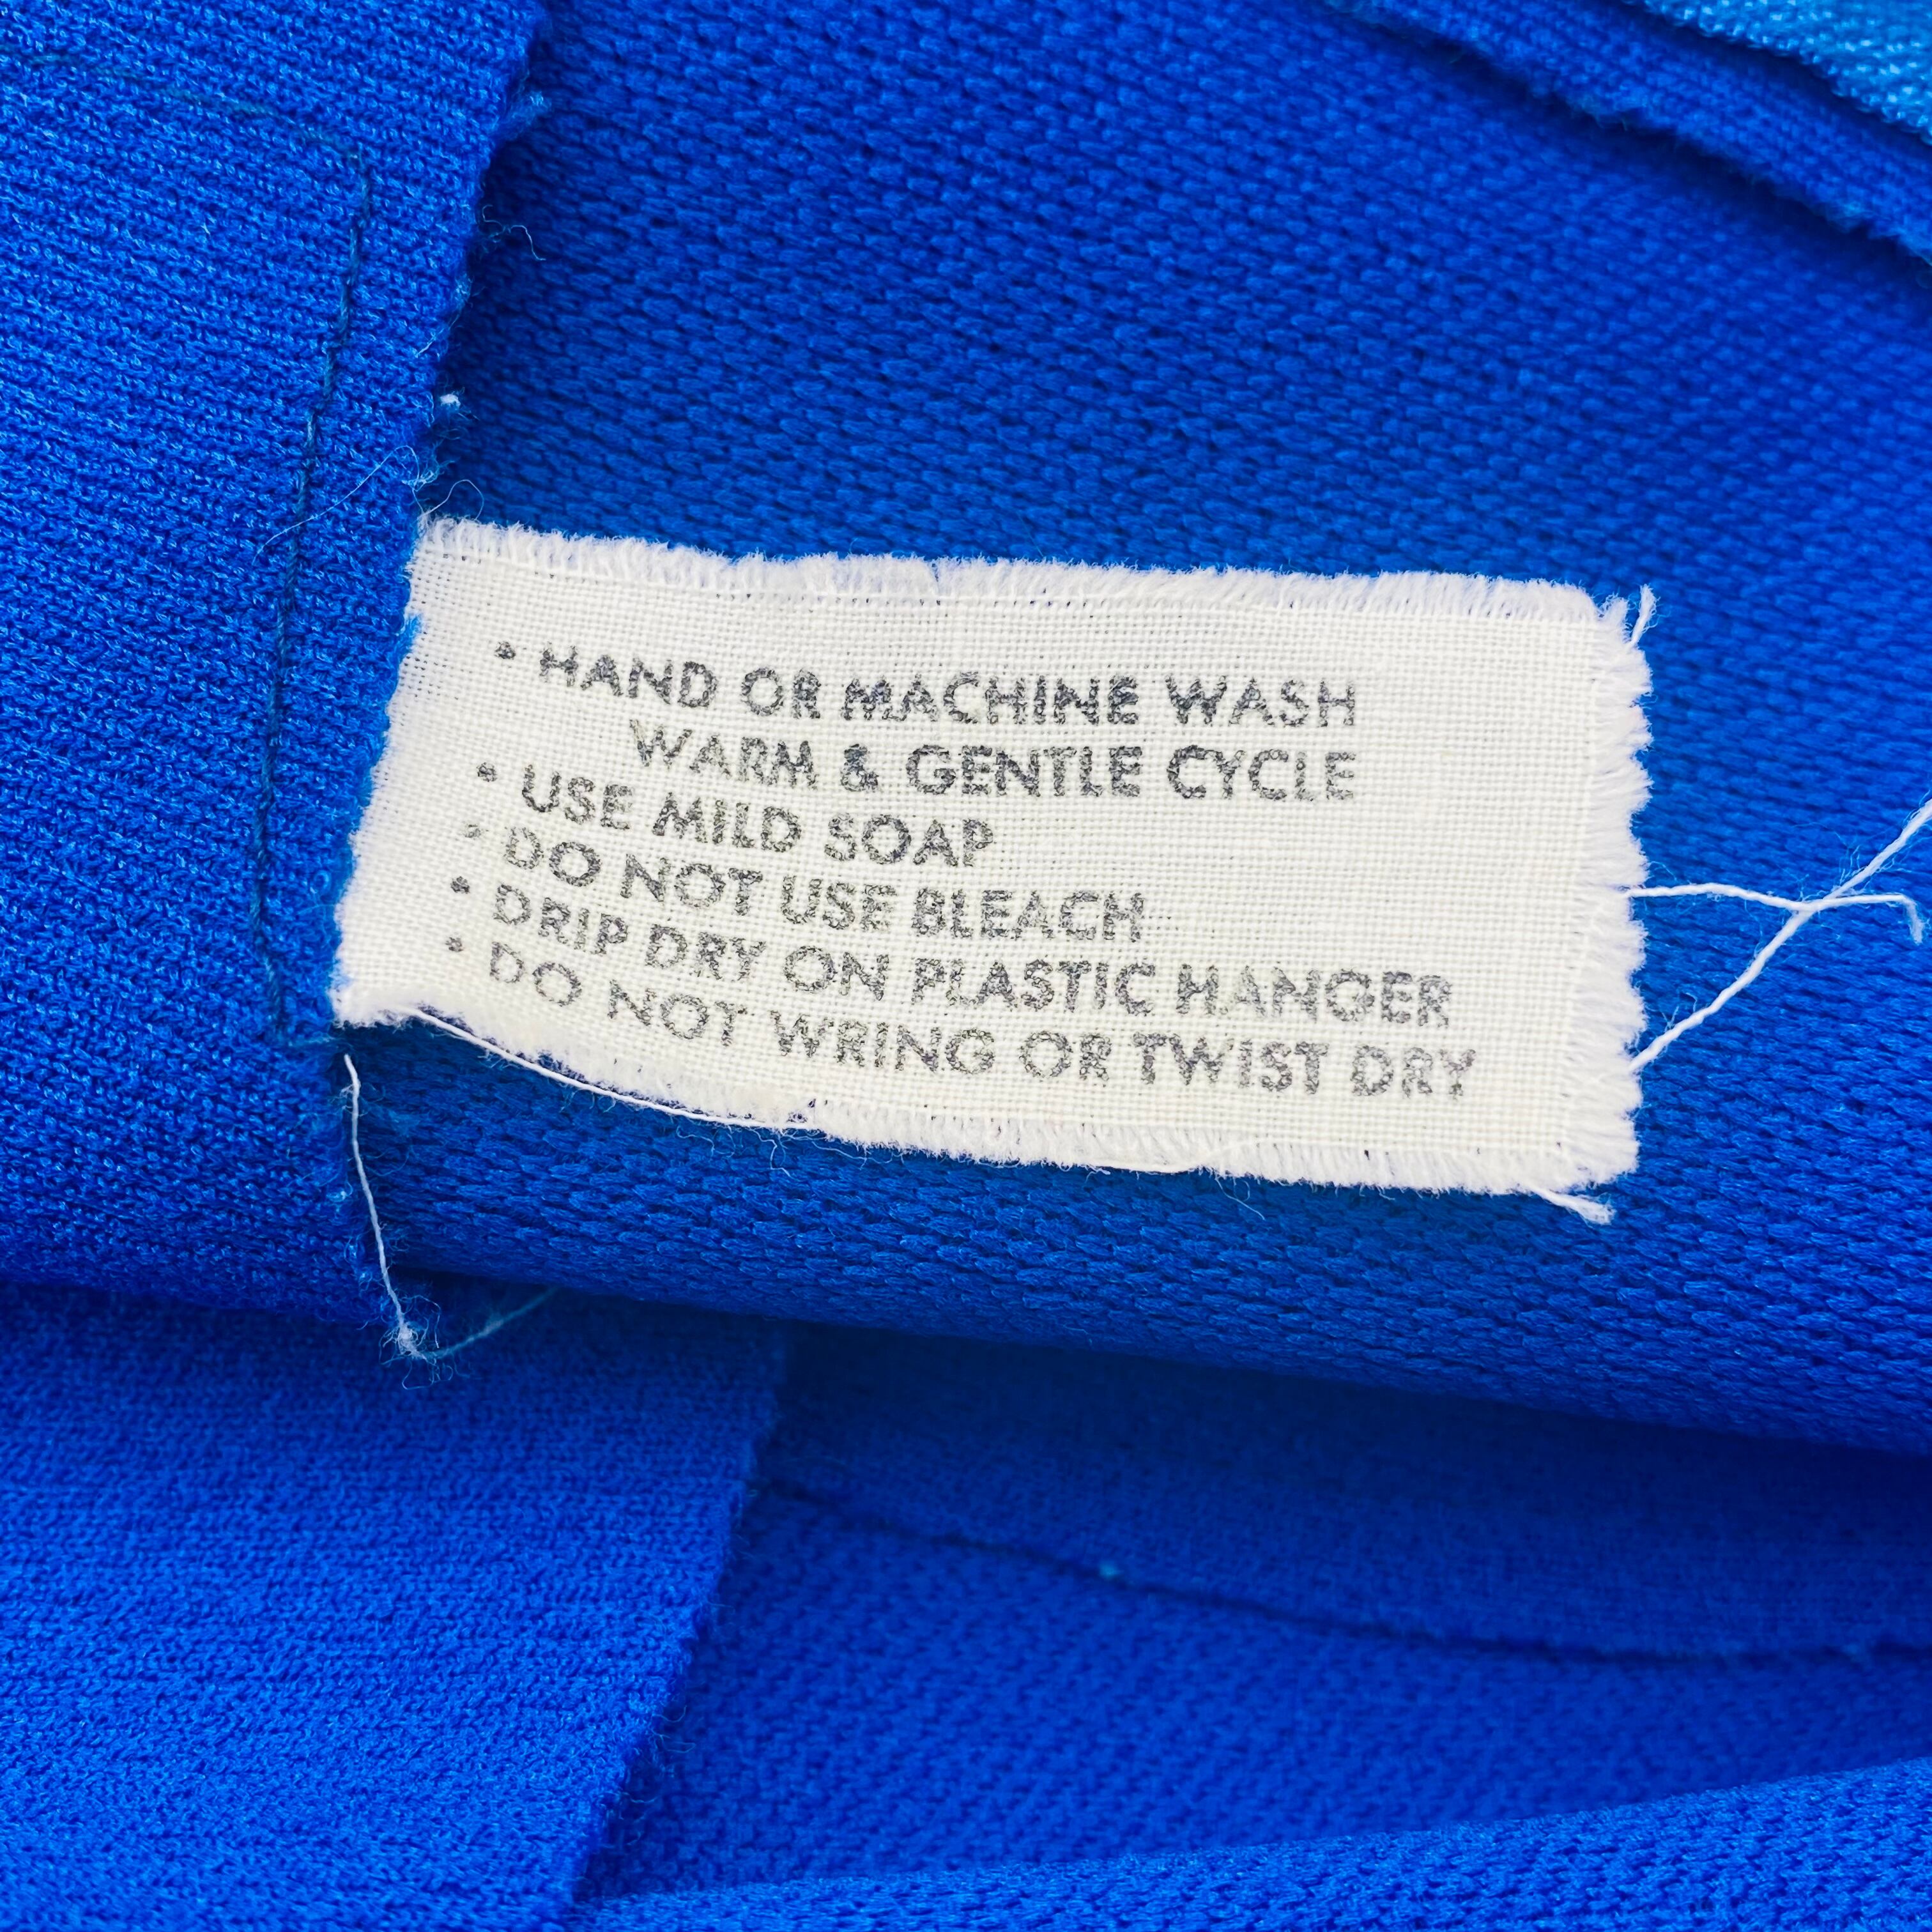 • HAND OR MACHINE WASH
WARM & GENTLE CYCLE
• USE MILD SOAP
• DO NOT USE BLEACH
• DRIP DRY ON PLASTIC HANGER
• DO NOT WRING OR TWIST DRY